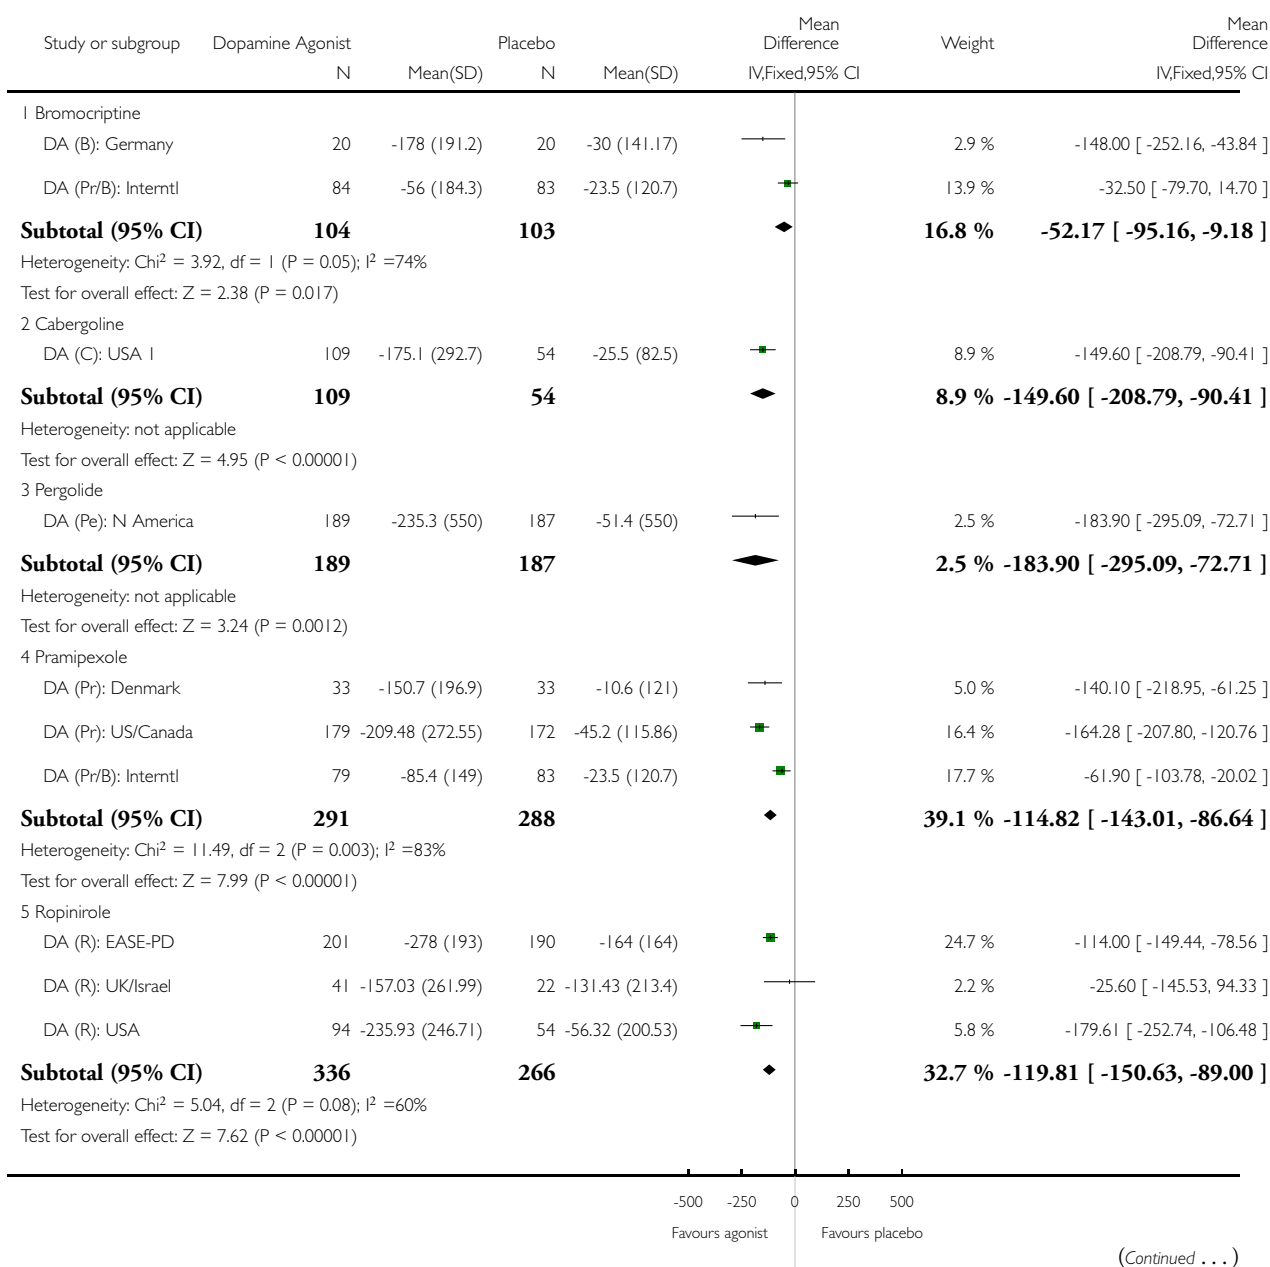 Study or subgroup Dopamine Agonist Placebo Mean Difference Weight Mean Difference
N Mean(SD) N Mean(SD) IV,Fixed,95% CI IV,Fixed,95% CI
1 Bromocriptine
DA (B): Germany 20 -178 (191.2) 20 -30 (141.17) 2.9 % -148.00 [ -252.16, -43.84 ]
DA (Pr/B): Interntl 84 -56 (184.3) 83 -23.5 (120.7) 13.9 % -32.50 [ -79.70, 14.70 ]
Subtotal (95% CI) 104 103 16.8 % -52.17 [ -95.16, -9.18 ]
Heterogeneity: Chi² = 3.92, df = 1 (P = 0.05); I² =74%
Test for overall effect: Z = 2.38 (P = 0.017)
2 Cabergoline
DA (C): USA 1 109 -175.1 (292.7) 54 -25.5 (82.5) 8.9 % -149.60 [ -208.79, -90.41 ]
Subtotal (95% CI) 109 54 8.9 % -149.60 [ -208.79, -90.41 ]
Heterogeneity: not applicable
Test for overall effect: Z = 4.95 (P < 0.00001)
3 Pergolide
DA (Pe): N America 189 -235.3 (550) 187 -51.4 (550) 2.5 % -183.90 [ -295.09, -72.71 ]
Subtotal (95% CI) 189 187 2.5 % -183.90 [ -295.09, -72.71 ]
Heterogeneity: not applicable
Test for overall effect: Z = 3.24 (P = 0.0012)
4 Pramipexole
DA (Pr): Denmark 33 -150.7 (196.9) 33 -10.6 (121) 5.0 % -140.10 [ -218.95, -61.25 ]
DA (Pr): US/Canada 179 -209.48 (272.55) 172 -45.2 (115.86) 16.4 % -164.28 [ -207.80, -120.76 ]
DA (Pr/B): Interntl 79 -85.4 (149) 83 -23.5 (120.7) 17.7 % -61.90 [ -103.78, -20.02 ]
Subtotal (95% CI) 291 288 39.1 % -114.82 [ -143.01, -86.64 ]
Heterogeneity: Chi² = 11.49, df = 2 (P = 0.003); I² =83%
Test for overall effect: Z = 7.99 (P < 0.00001)
5 Ropinirole
DA (R): EASE-PD 201 -278 (193) 190 -164 (164) 24.7 % -114.00 [ -149.44, -78.56 ]
DA (R): UK/Israel 41 -157.03 (261.99) 22 -131.43 (213.4) 2.2 % -25.60 [ -145.53, 94.33 ]
DA (R): USA 94 -235.93 (246.71) 54 -56.32 (200.53) 5.8 % -179.61 [ -252.74, -106.48 ]
Subtotal (95% CI) 336 266 32.7 % -119.81 [ -150.63, -89.00 ]
Heterogeneity: Chi² = 5.04, df = 2 (P = 0.08); I² =60%
Test for overall effect: Z = 7.62 (P < 0.00001)
-500 -250 0 250 500
Favours agonist Favours placebo
(Continued . . . )